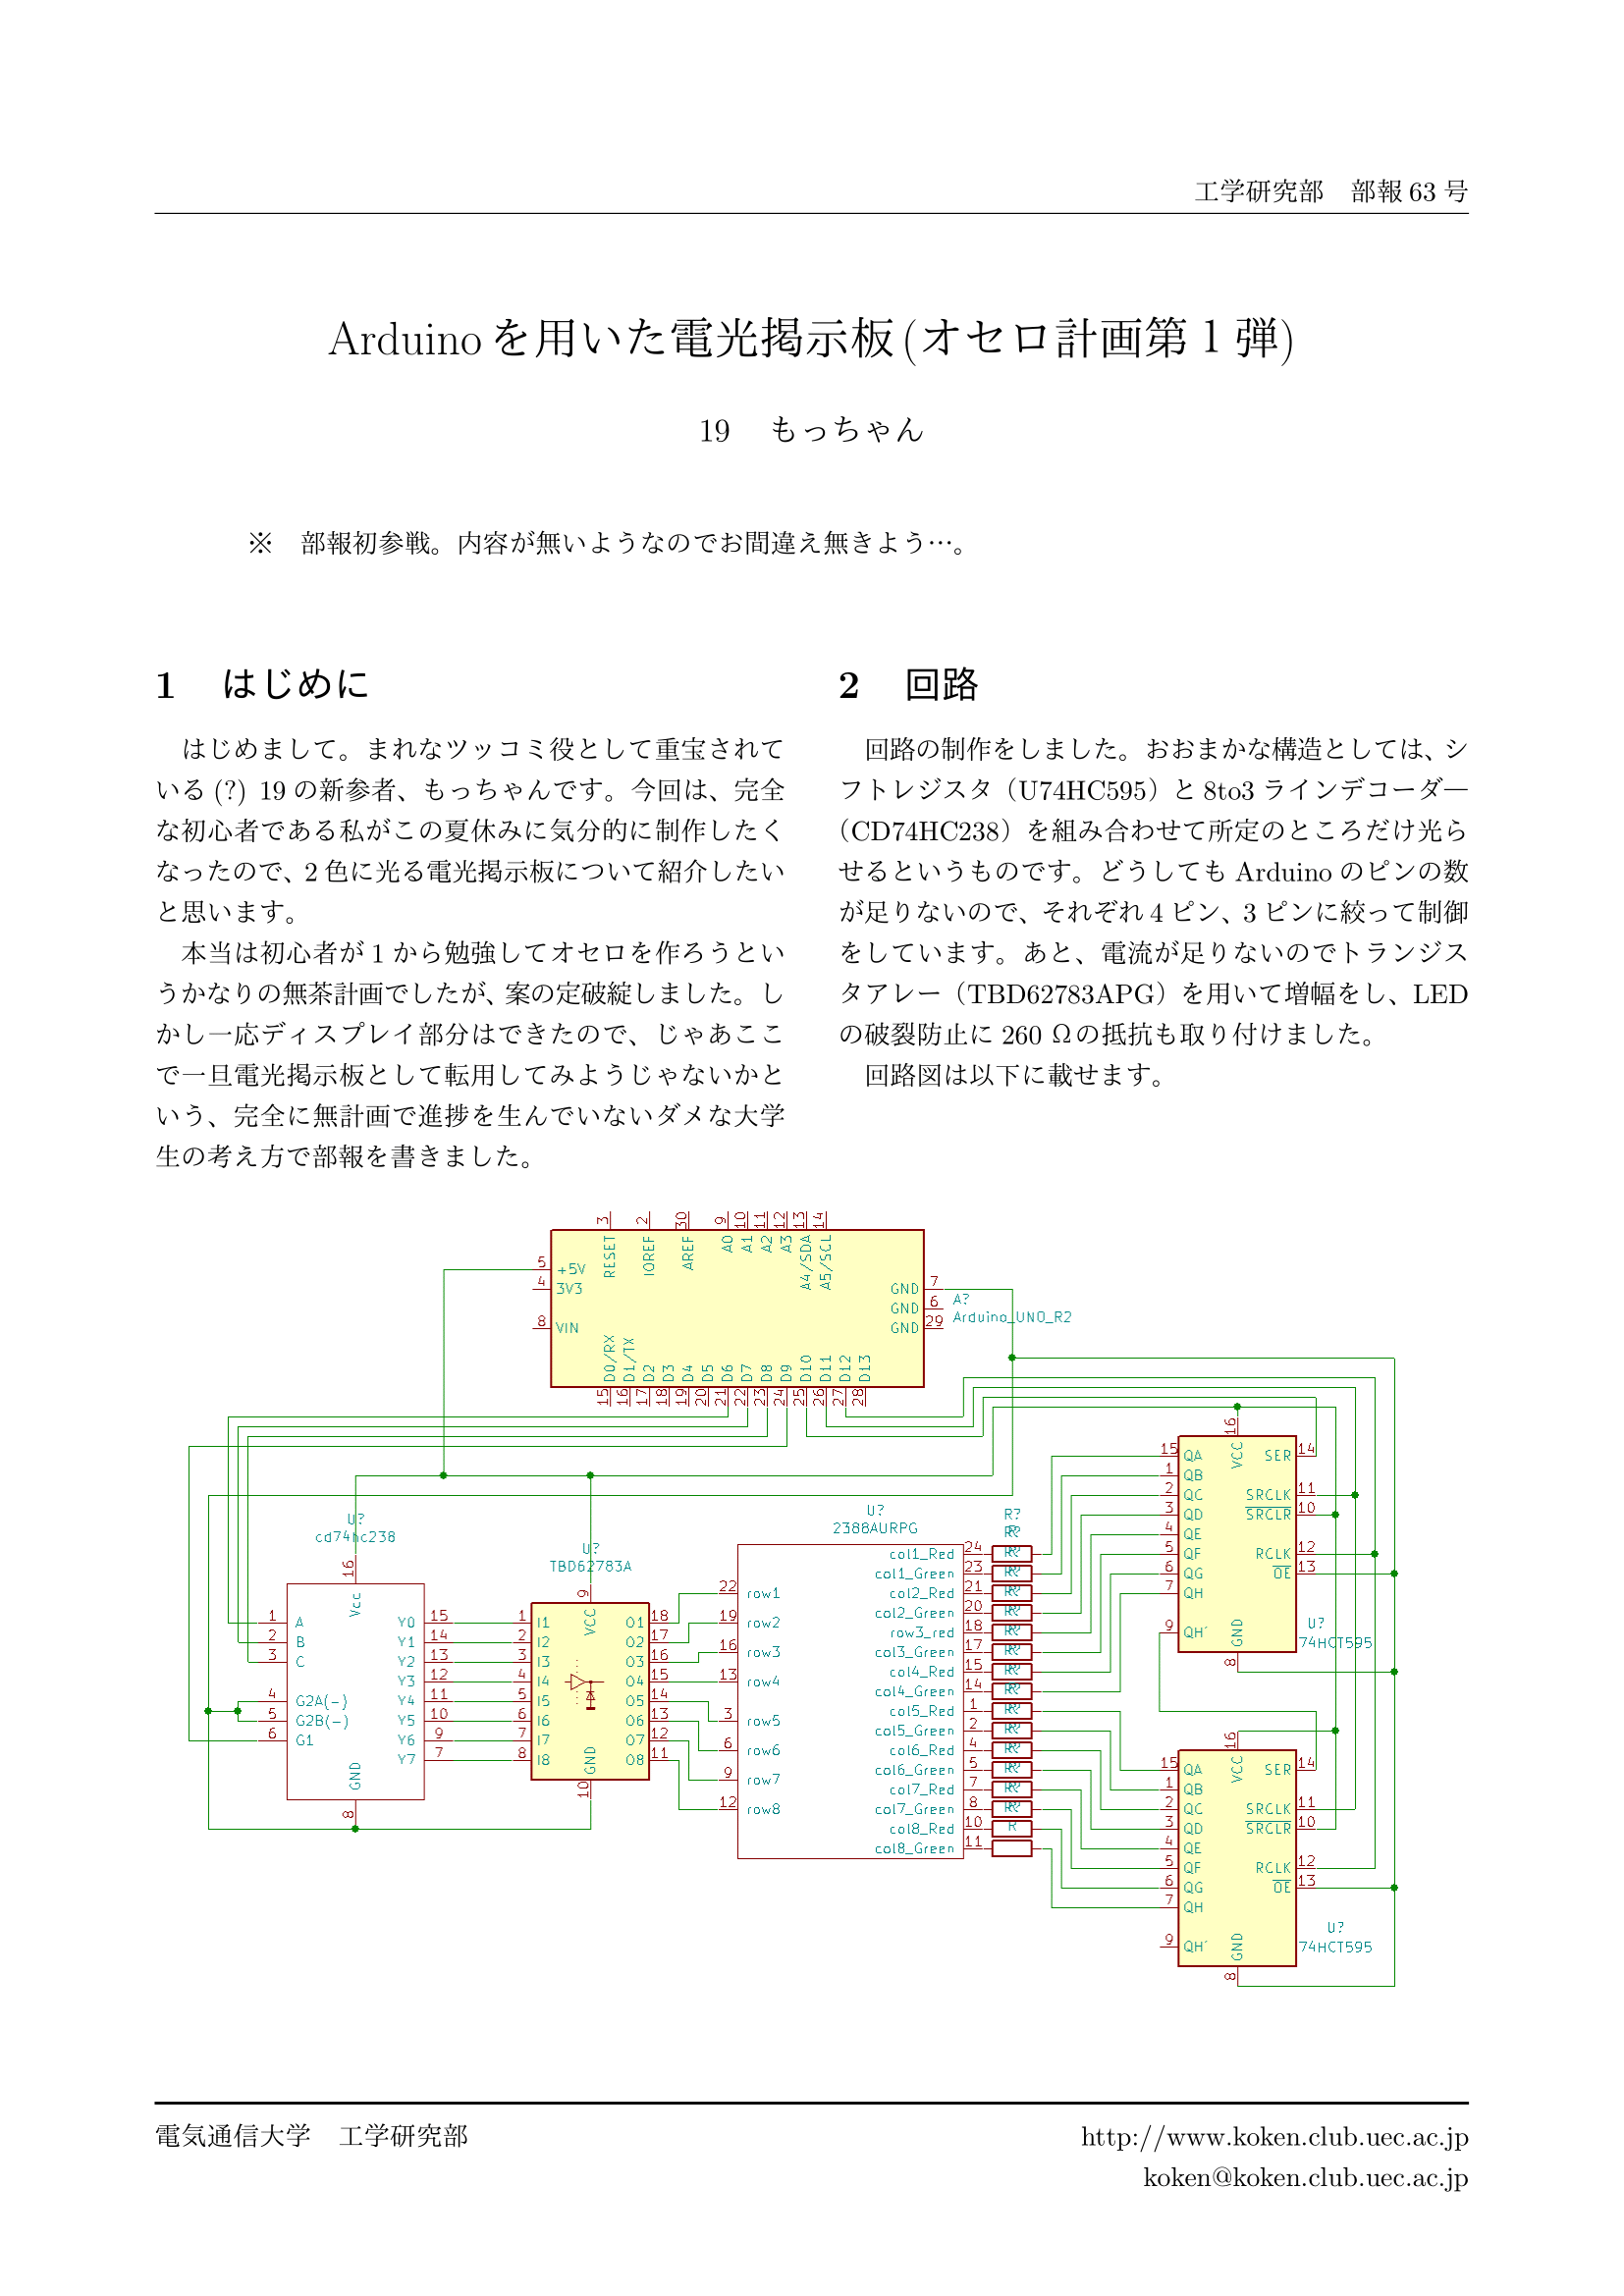 工学研究部　部報 63 号
Arduino を用いた電光掲示板 (オセロ計画第 1 弾)
19　もっちゃん
※　部報初参戦。内容が無いようなのでお間違え無きよう…。
1　はじめに
はじめまして。まれなツッコミ役として重宝されて
いる (?) 19 の新参者、もっちゃんです。今回は、完全
な初心者である私がこの夏休みに気分的に制作したく
なったので、2 色に光る電光掲示板について紹介したい
と思います。
本当は初心者が 1 から勉強してオセロを作ろうとい
うかなりの無茶計画でしたが、案の定破綻しました。し
かし一応ディスプレイ部分はできたので、じゃあここ
で一旦電光掲示板として転用してみようじゃないかと
いう、完全に無計画で進捗を生んでいないダメな大学
生の考え方で部報を書きました。
2　回路
回路の制作をしました。おおまかな構造としては、シ
フトレジスタ（U74HC595）と 8to3 ラインデコーダー
（CD74HC238）を組み合わせて所定のところだけ光ら
せるというものです。どうしても Arduino のピンの数
が足りないので、それぞれ 4 ピン、3 ピンに絞って制御
をしています。あと、電流が足りないのでトランジス
タアレー（TBD62783APG）を用いて増幅をし、LED
の破裂防止に 260 Ωの抵抗も取り付けました。
回路図は以下に載せます。
3 2 30 9 10 11 12 13 14
RESET IOREF AREF A0 A1 A2 A3 A4/SDA A5/SCL
5 +5V
4 3V3
8 VIN
GND 7
GND 6
GND 29
A?
Arduino_UNO_R2
D0/RX D1/TX D2 D3 D4 D5 D6 D7 D8 D9 D10 D11 D12 D13
15 16 17 18 19 20 21 22 23 24 25 26 27 28
U?
cd74hc238
16
Vcc
1 A
2 B
3 C
4 G2A(-)
5 G2B(-)
6 G1
Y0 15
Y1 14
Y2 13
Y3 12
Y4 11
Y5 10
Y6 9
Y7 7
GND
8
U?
TBD62783A
9
VCC
1 I1 O1 18
2 I2 O2 17
3 I3 O3 16
4 I4 O4 15
5 I5 O5 14
6 I6 O6 13
7 I7 O7 12
8 I8 O8 11
GND
10
U?
2388AURPG
22 row1
19 row2
16 row3
13 row4
3 row5
6 row6
9 row7
12 row8
col1_Red 24
col1_Green 23
col2_Red 21
col2_Green 20
row3_red 18
col3_Green 17
col4_Red 15
col4_Green 14
col5_Red 1
col5_Green 2
col6_Red 4
col6_Green 5
col7_Red 7
col7_Green 8
col8_Red 10
col8_Green 11
R?
R
16
VCC
15 QA SER 14
1 QB
2 QC SRCLK 11
3 QD SRCLR 10
4 QE
5 QF RCLK 12
6 QG OE 13
7 QH
9 QH'
GND
8
U?
74HCT595
16
VCC
15 QA SER 14
1 QB
2 QC SRCLK 11
3 QD SRCLR 10
4 QE
5 QF RCLK 12
6 QG OE 13
7 QH
9 QH'
GND
8
U?
74HCT595
電気通信大学　工学研究部
http://www.koken.club.uec.ac.jp
koken@koken.club.uec.ac.jp